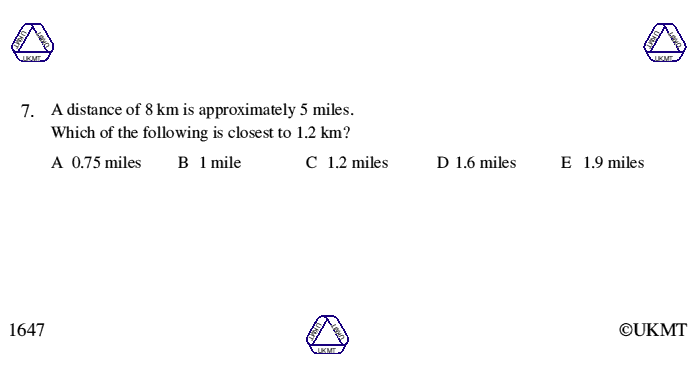 UKMT UKMT UKMT
UKMT UKMT UKMT
7. A distance of 8 km is approximately 5 miles.
Which of the following is closest to 1.2 km?
A 0.75 miles B 1 mile C 1.2 miles D 1.6 miles E 1.9 miles
1647
UKMT UKMT UKMT
©UKMT